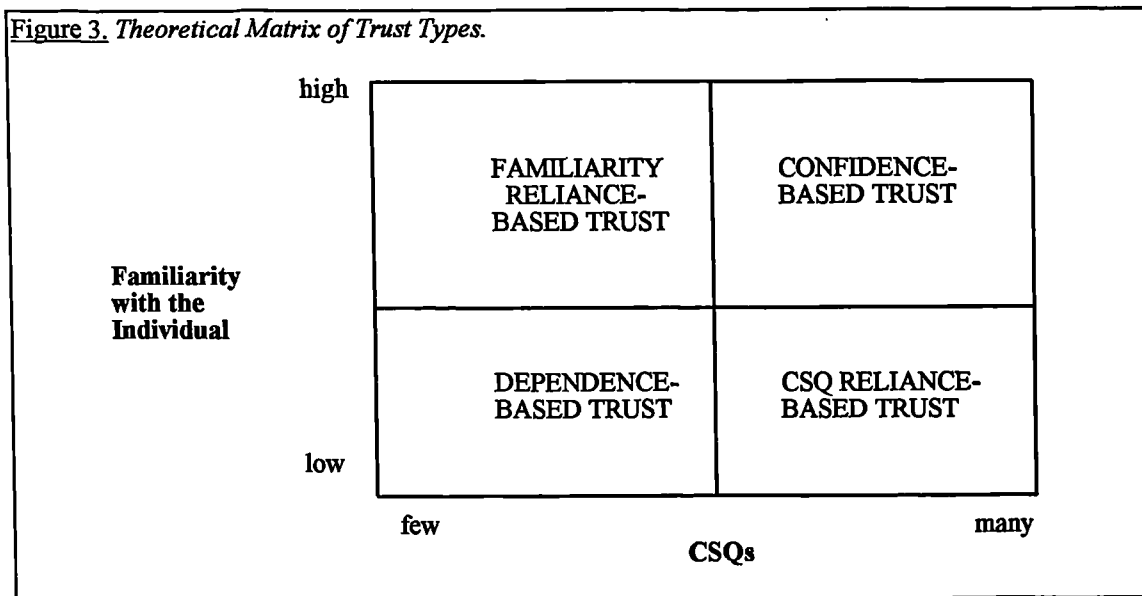 Figure 3. Theoretical Matrix of Trust Types.
high
FAMILIARITY
RELIANCE-
BASED TRUST
CONFIDENCE-
BASED TRUST
Familiarity
with the
Individual
DEPENDENCE-
BASED TRUST
CSQ RELIANCE-
BASED TRUST
low
few
many
CSQs